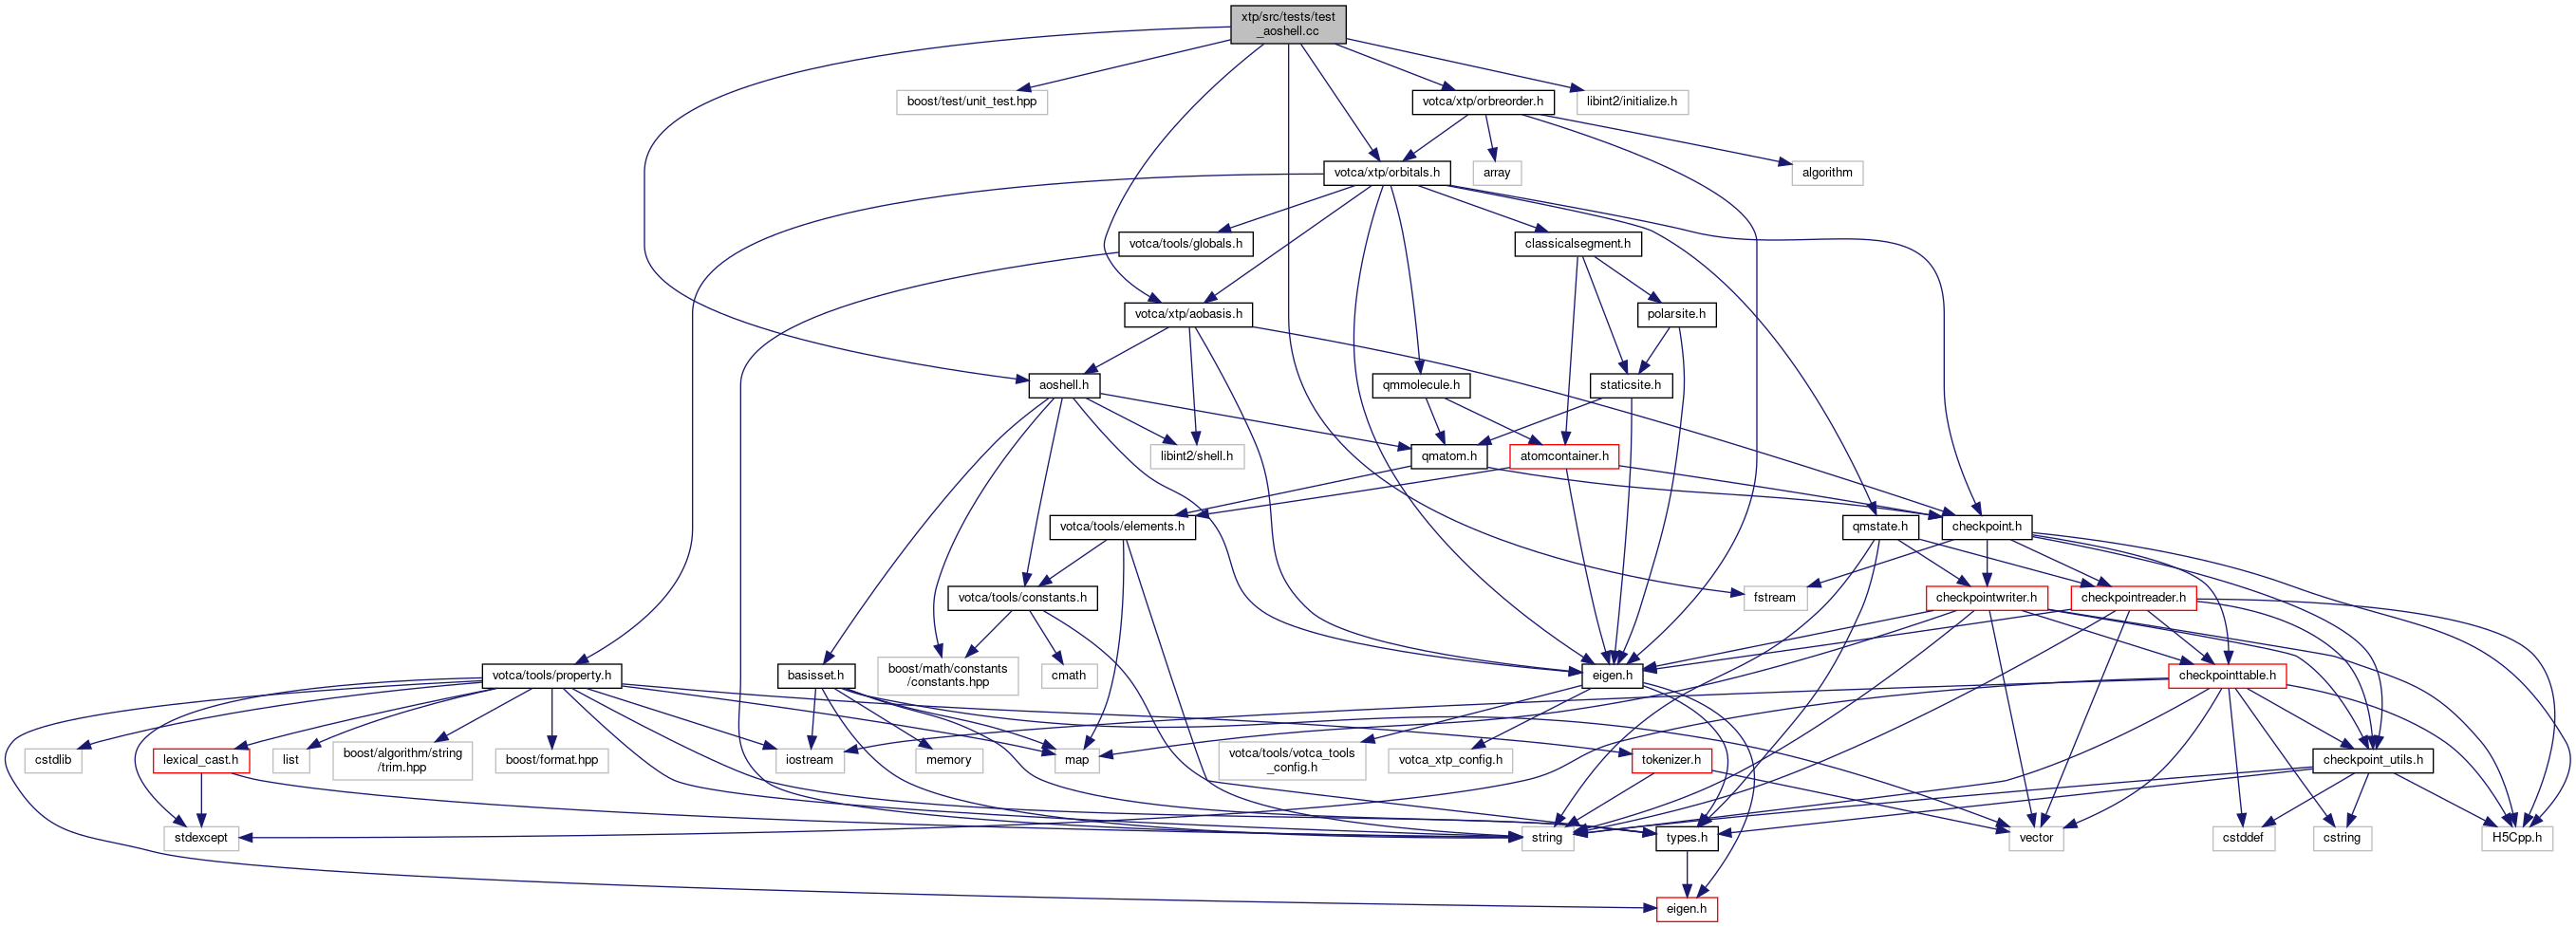 xtp/src/tests/test
_aoshell.cc
boost/test/unit_test.hpp
votca/xtp/orbreorder.h
libint2/initialize.h
votca/xtp/orbitals.h
array
algorithm
votca/tools/globals.h
classicalsegment.h
votca/xtp/aobasis.h
polarsite.h
aoshell.h
qmmolecule.h
staticsite.h
libint2/shell.h
qmatom.h
atomcontainer.h
votca/tools/elements.h
qmstate.h
checkpoint.h
votca/tools/constants.h
fstream
checkpointwriter.h
checkpointreader.h
votca/tools/property.h
basisset.h
boost/math/constants
/constants.hpp
cmath
eigen.h
checkpointtable.h
cstdlib
lexical_cast.h
list
boost/algorithm/string
/trim.hpp
boost/format.hpp
iostream
memory
map
votca/tools/votca_tools
_config.h
votca_xtp_config.h
tokenizer.h
checkpoint_utils.h
stdexcept
string
types.h
vector
cstddef
cstring
H5Cpp.h
eigen.h